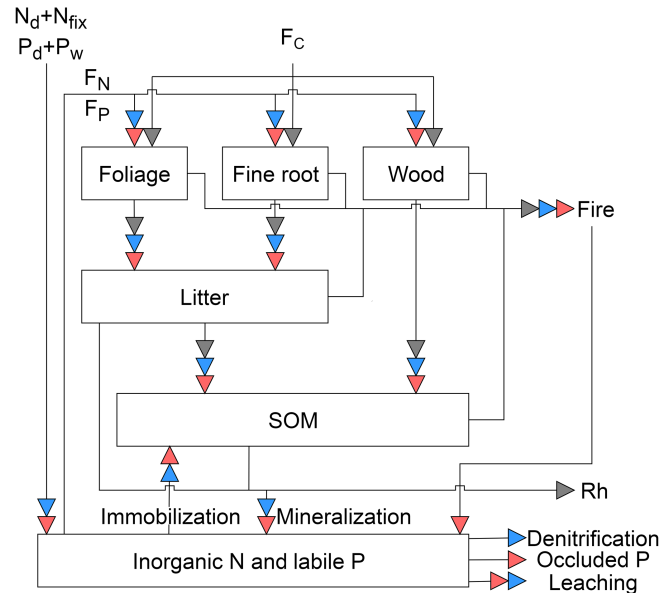 Nd+Nfix
Pd+Pw
FC
FN
FP
Foliage
Fine root
Wood
Fire
Litter
SOM
Rh
Immobilization
Mineralization
Inorganic N and labile P
Denitrification
Occluded P
Leaching